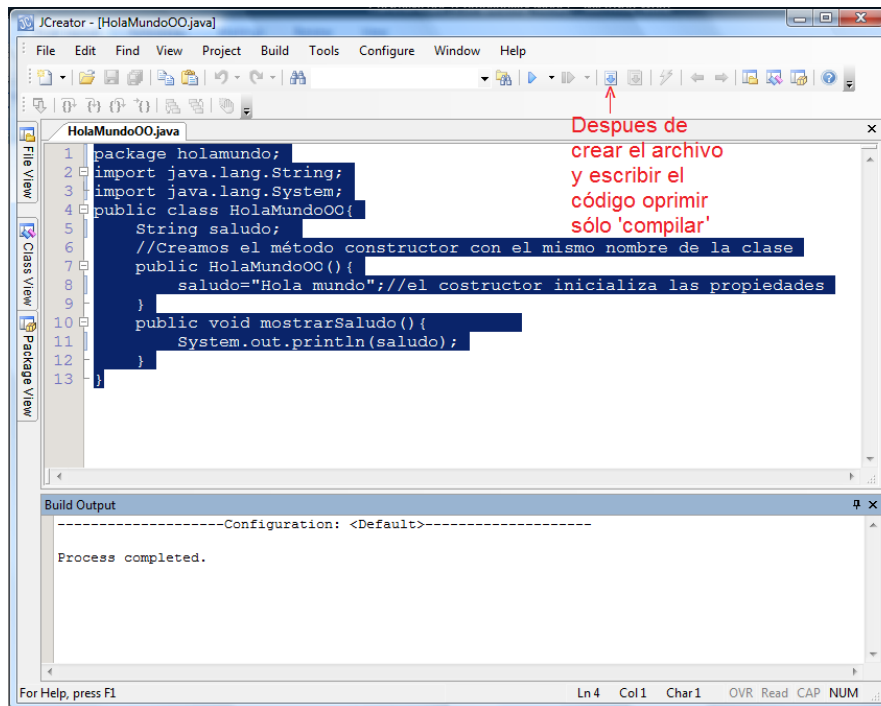 JCreator - [HolaMundoOO.java]
File Edit Find View Project Build Tools Configure Window Help
HolaMundoOO.java
File View
Class View
Package View
Despues de
crear el archivo
y escribir el
código oprimir
sólo 'compilar'
1 package holamundo;
2 import java.lang.String;
3 import java.lang.System;
4 public class HolaMundoOO{
5 String saludo;
6 //Creamos el método constructor con el mismo nombre de la clase
7 public HolaMundoOO(){
8 saludo="Hola mundo";//el costructor inicializa las propiedades
9 }
10 public void mostrarSaludo(){
11 System.out.println(saludo);
12 }
13 }
Build Output
--------------------Configuration: <Default>--------------------
Process completed.
For Help, press F1 Ln 4 Col 1 Char 1 OVR Read CAP NUM